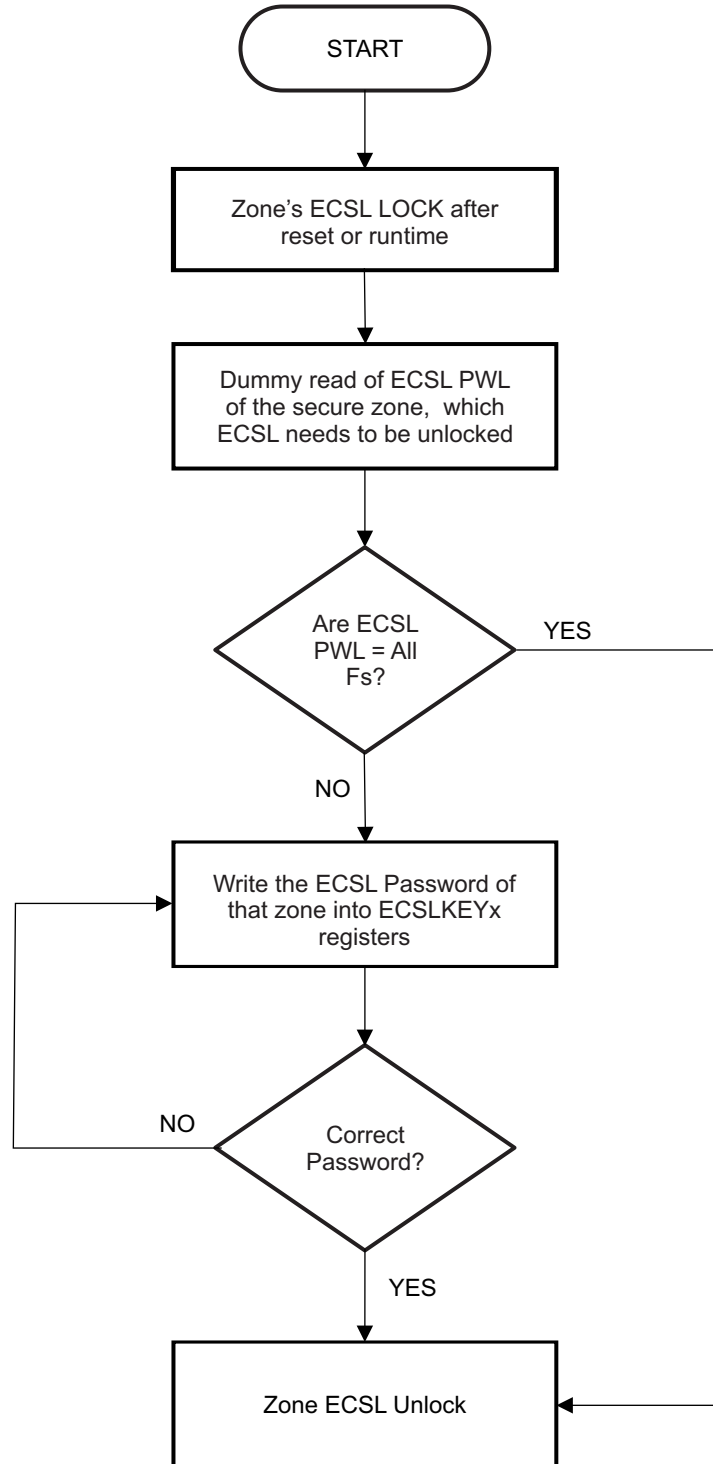 START
Zone's ECSL LOCK after
reset or runtime
Dummy read of ECSL PWL
of the secure zone, which
ECSL needs to be unlocked
Are ECSL
PWL = All
Fs?
YES
NO
Write the ECSL Password of
that zone into ECSLKEYx
registers
NO
Correct
Password?
YES
Zone ECSL Unlock